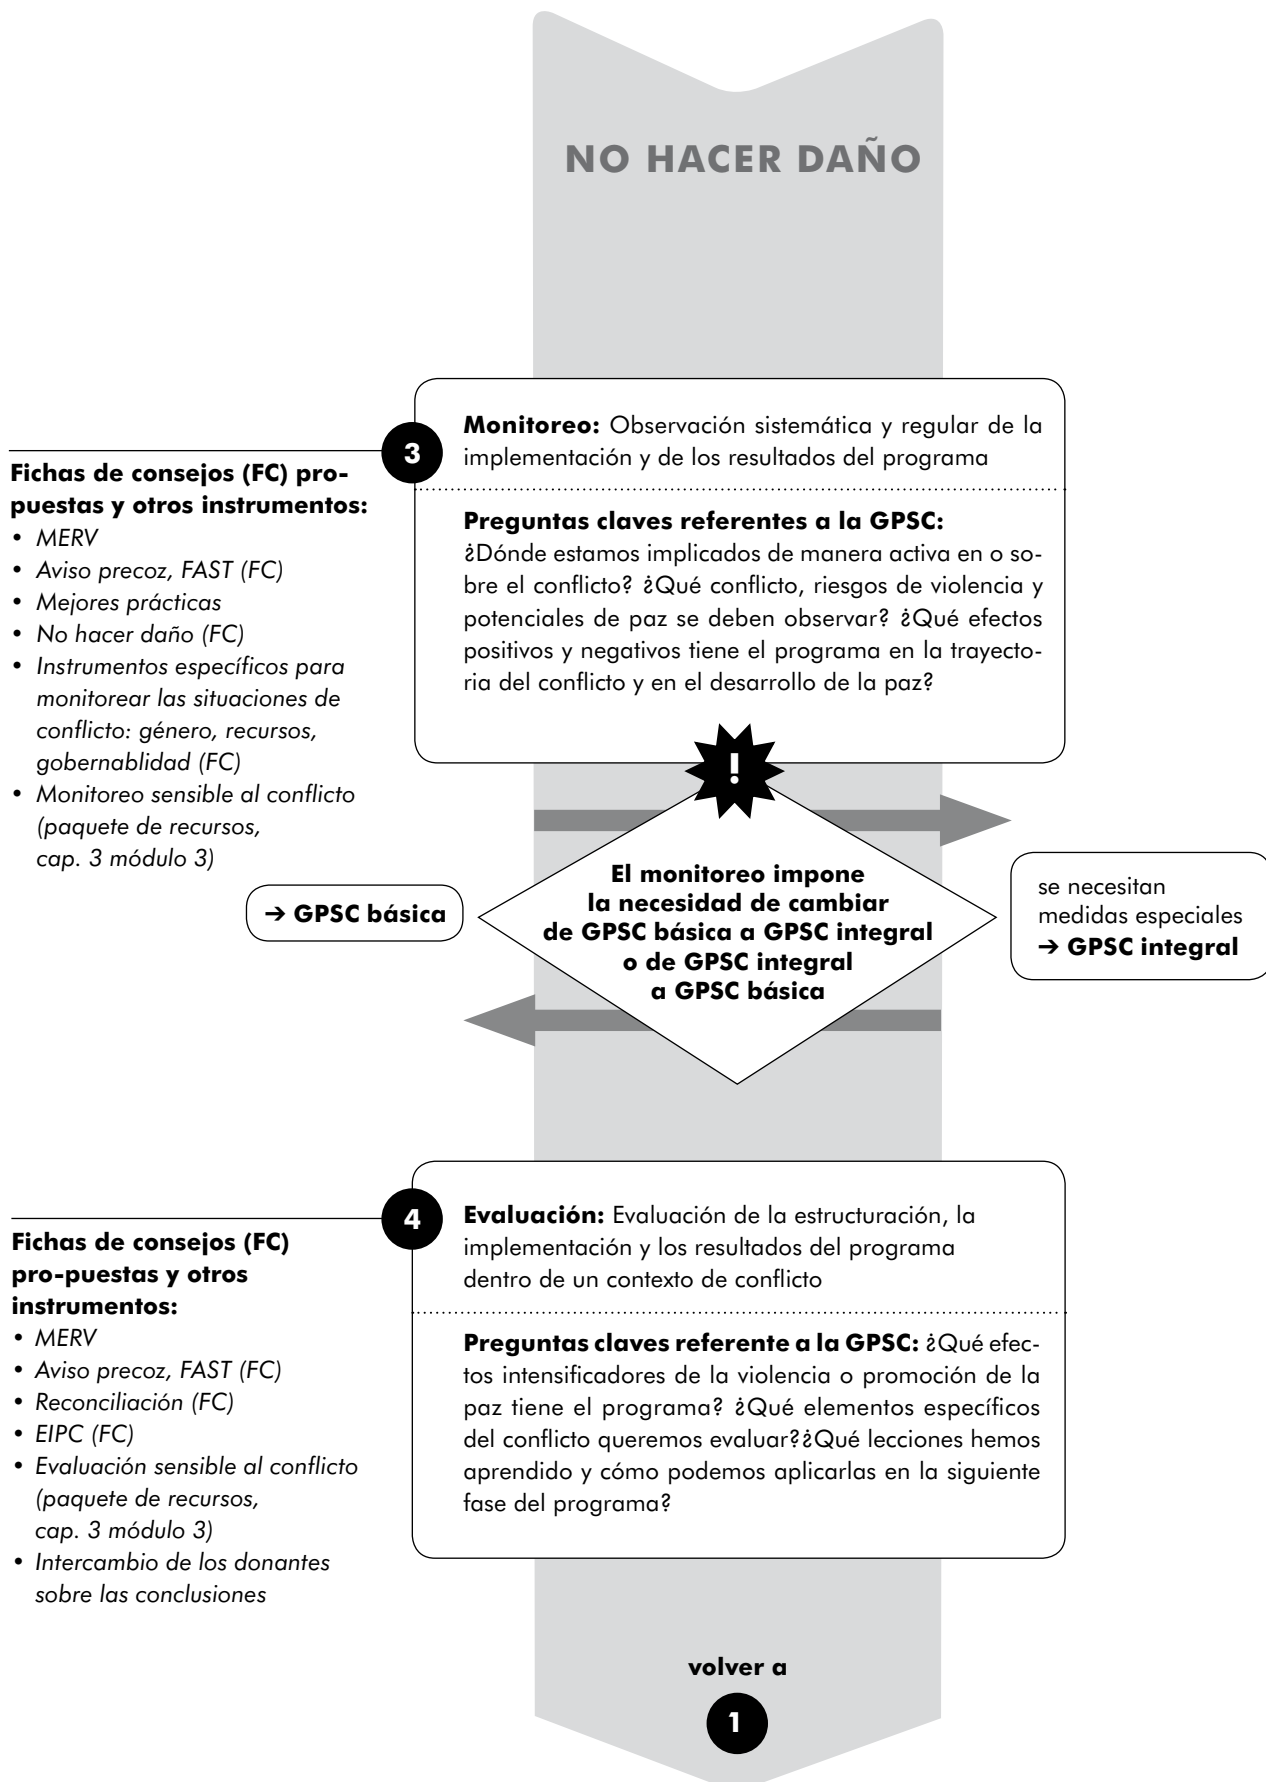 NO HACER DAÑO
3
Monitoreo: Observación sistemática y regular de la
implementación y de los resultados del programa
Preguntas claves referentes a la GPSC:
¿Dónde estamos implicados de manera activa en o so-
bre el conflicto? ¿Qué conflicto, riesgos de violencia y
potenciales de paz se deben observar? ¿Qué efectos
positivos y negativos tiene el programa en la trayecto-
ria del conflicto y en el desarrollo de la paz?
Fichas de consejos (FC) pro-
puestas y otros instrumentos:
• MERV
• Aviso precoz, FAST (FC)
• Mejores prácticas
• No hacer daño (FC)
• Instrumentos específicos para
monitorear las situaciones de
conflicto: género, recursos,
gobernablidad (FC)
• Monitoreo sensible al conflicto
(paquete de recursos,
cap. 3 módulo 3)
!
→ GPSC básica
El monitoreo impone
la necesidad de cambiar
de GPSC básica a GPSC integral
o de GPSC integral
a GPSC básica
se necesitan
medidas especiales
→ GPSC integral
4
Evaluación: Evaluación de la estructuración, la
implementación y los resultados del programa
dentro de un contexto de conflicto
Preguntas claves referente a la GPSC: ¿Qué efec-
tos intensificadores de la violencia o promoción de la
paz tiene el programa? ¿Qué elementos específicos
del conflicto queremos evaluar?¿Qué lecciones hemos
aprendido y cómo podemos aplicarlas en la siguiente
fase del programa?
Fichas de consejos (FC)
pro-puestas y otros
instrumentos:
• MERV
• Aviso precoz, FAST (FC)
• Reconciliación (FC)
• EIPC (FC)
• Evaluación sensible al conflicto
(paquete de recursos,
cap. 3 módulo 3)
• Intercambio de los donantes
sobre las conclusiones
volver a
1